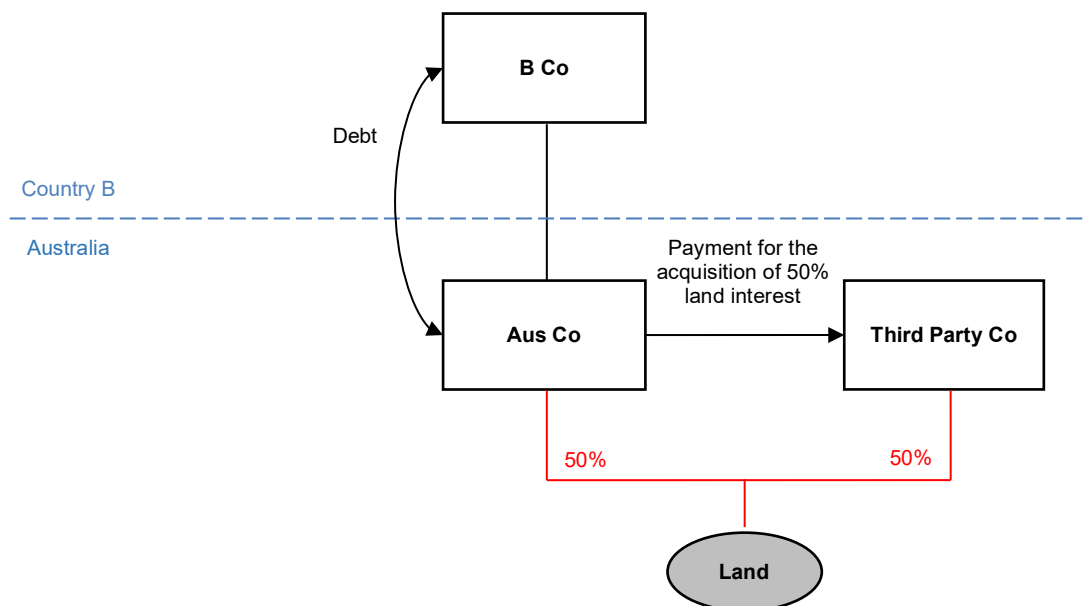 B Co
Debt
Country B
Australia
Payment for the
acquisition of 50%
land interest
Aus Co
Third Party Co
50%
50%
Land